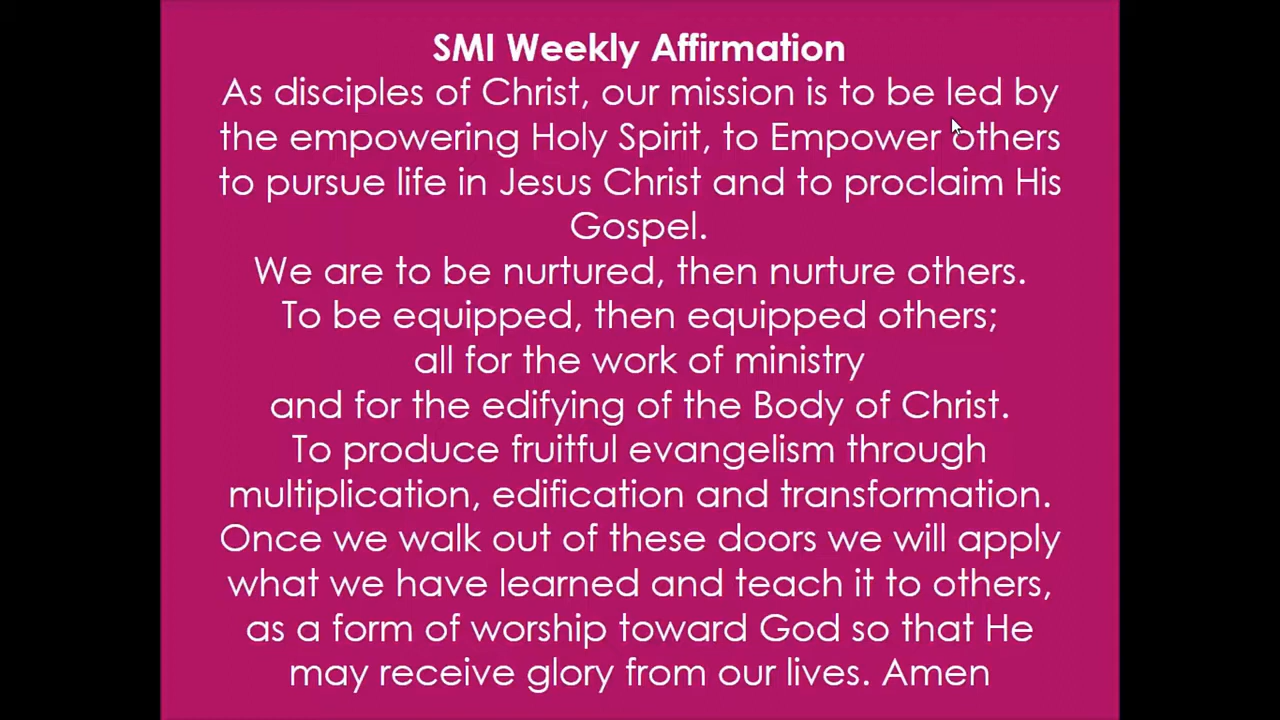 SMI Weekly Affirmation
As disciples of Christ, our mission is to be led by
the empowering Holy Spirit, to Empower others
to pursue life in Jesus Christ and to proclaim His
Gospel.
We are to be nurtured, then nurture others.
To be equipped, then equipped others;
all for the work of ministry
and for the edifying of the Body of Christ.
To produce fruitful evangelism through
multiplication, edification and transformation.
Once we walk out of these doors we will apply
what we have learned and teach it to others,
as a form of worship toward God so that He
may receive glory from our lives. Amen